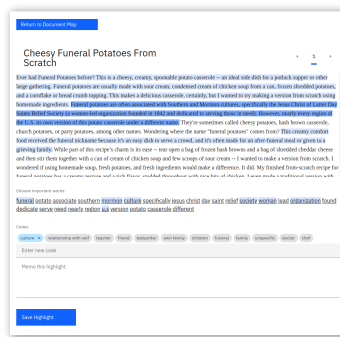 Return to Document Map
Cheesy Funeral Potatoes From
Scratch
1
Ever had Funeral Potatoes before? This is a cheesy, creamy, spoonable potato casserole -- an ideal side dish for a potluck supper or other
large gathering. Funeral potatoes are usually made with sour cream, condensed cream of chicken soup from a can, frozen shredded potatoes,
and a cornflake or bread crumb topping. This makes a delicious casserole, certainly, but I wanted to try making a version from scratch using
homemade ingredients. Funeral potatoes are often associated with Southern and Mormon cultures, specifically the Jesus Christ of Latter Day
Saints Relief Society (a women-led organization founded in 1842 and dedicated to serving those in need). However, nearly every region of
the U.S. its own version of this potato casserole under a different name. They're sometimes called cheesy potatoes, hash brown casserole,
church potatoes, or party potatoes, among other names. Wondering where the name "funeral potatoes" comes from? This creamy comfort
food received the funeral nickname because it's an easy dish to serve a crowd, and it's often made for an after-funeral meal or given to a
grieving family. While part of this recipe's charm is its ease -- tear open a bag of frozen hash browns and a bag of shredded cheddar cheese
and then stir them together with a can of cream of chicken soup and few scoops of sour cream -- I wanted to make a version from scratch. I
wondered if using homemade soup, fresh potatoes, and fresh ingredients would make a difference. It did. My finished from-scratch recipe for
Choose important words
funeral potato associate southern mormon culture specifically jesus christ day saint relief society woman lead organization found
dedicate serve need nearly region u.s version potato casserole different
Codes
culture × relationship with self teacher friend babysitter own family children funeral family unspecific doctor chef
Enter new code
Memo this highlight
Save Highlight